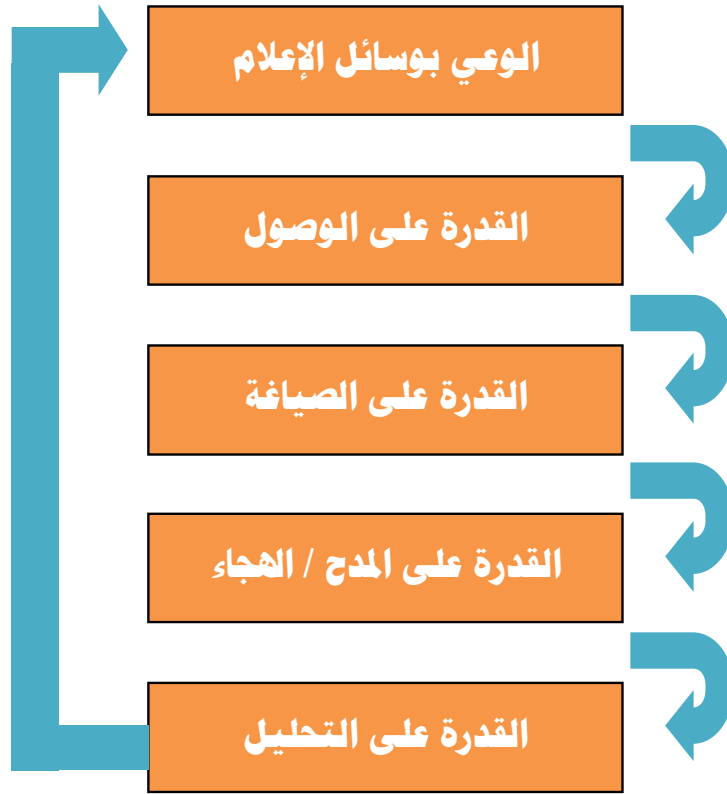 الوعي بوسائل الإعلام
القدرة على الوصول
القدرة على الصياغة
القدرة على المدح / الهجاء
القدرة على التحليل